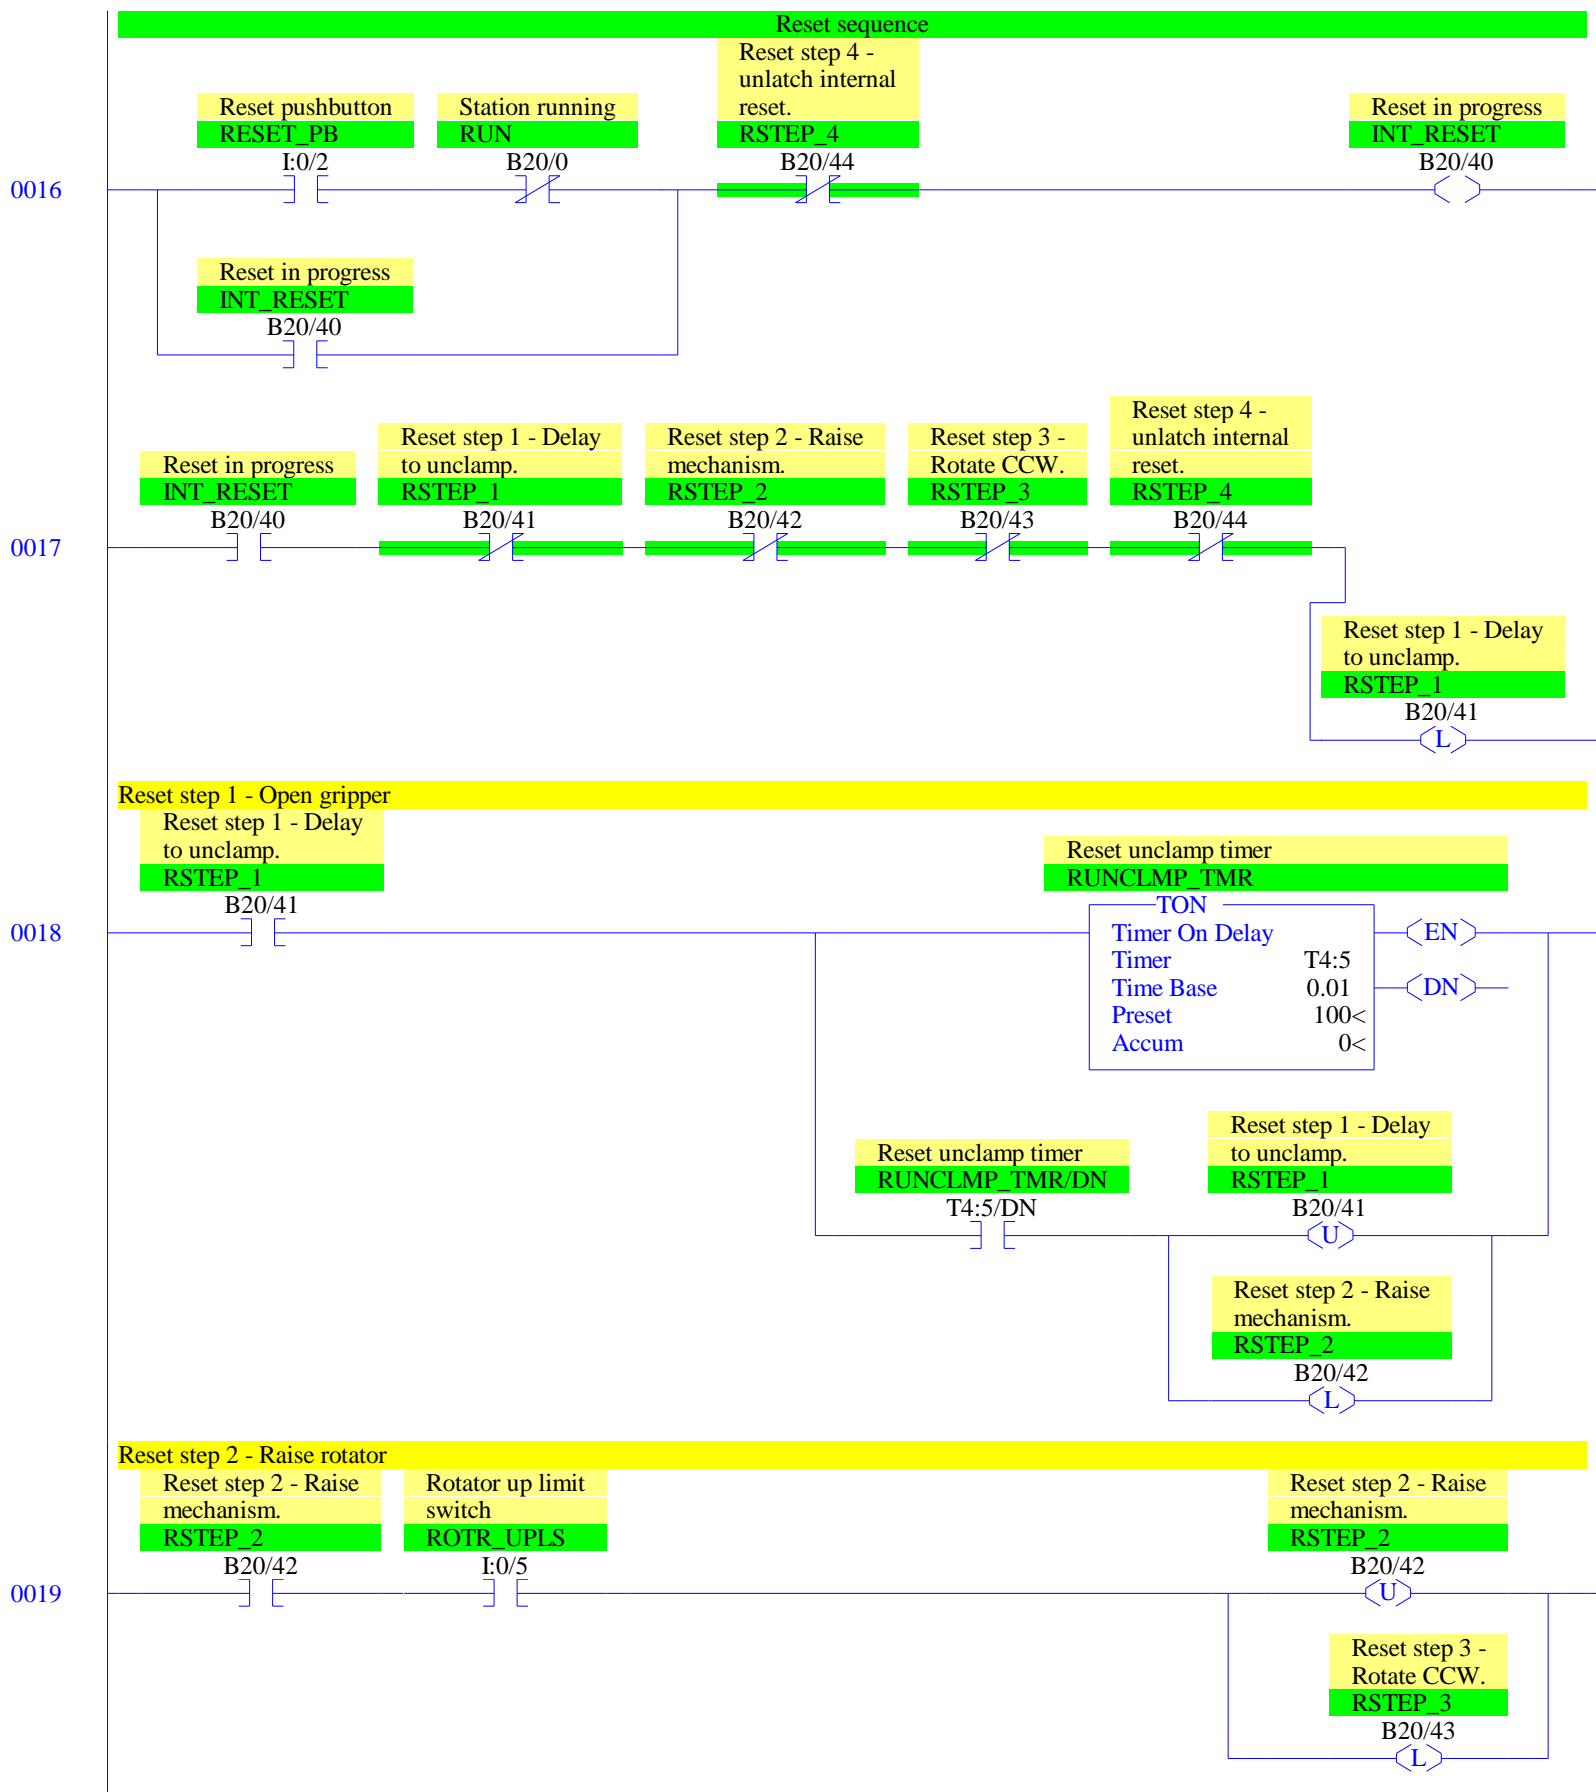 Reset sequence
Reset step 4 -
unlatch internal
reset.
RSTEP_4
B20/44
Reset pushbutton
RESET_PB
I:0/2
Station running
RUN
B20/0
Reset in progress
INT_RESET
B20/40
0016
Reset in progress
INT_RESET
B20/40
Reset in progress
INT_RESET
B20/40
Reset step 1 - Delay
to unclamp.
RSTEP_1
B20/41
Reset step 2 - Raise
mechanism.
RSTEP_2
B20/42
Reset step 3 -
Rotate CCW.
RSTEP_3
B20/43
Reset step 4 -
unlatch internal
reset.
RSTEP_4
B20/44
0017
Reset step 1 - Delay
to unclamp.
RSTEP_1
B20/41
L
Reset step 1 - Open gripper
Reset step 1 - Delay
to unclamp.
RSTEP_1
B20/41
0018
Reset unclamp timer
RUNCLMP_TMR
TON
Timer On Delay
Timer T4:5
Time Base 0.01
Preset 100<
Accum 0<
EN
DN
Reset unclamp timer
RUNCLMP_TMR/DN
T4:5/DN
Reset step 1 - Delay
to unclamp.
RSTEP_1
B20/41
U
Reset step 2 - Raise
mechanism.
RSTEP_2
B20/42
L
Reset step 2 - Raise rotator
Reset step 2 - Raise
mechanism.
RSTEP_2
B20/42
Rotator up limit
switch
ROTR_UPLS
I:0/5
0019
Reset step 2 - Raise
mechanism.
RSTEP_2
B20/42
U
Reset step 3 -
Rotate CCW.
RSTEP_3
B20/43
L